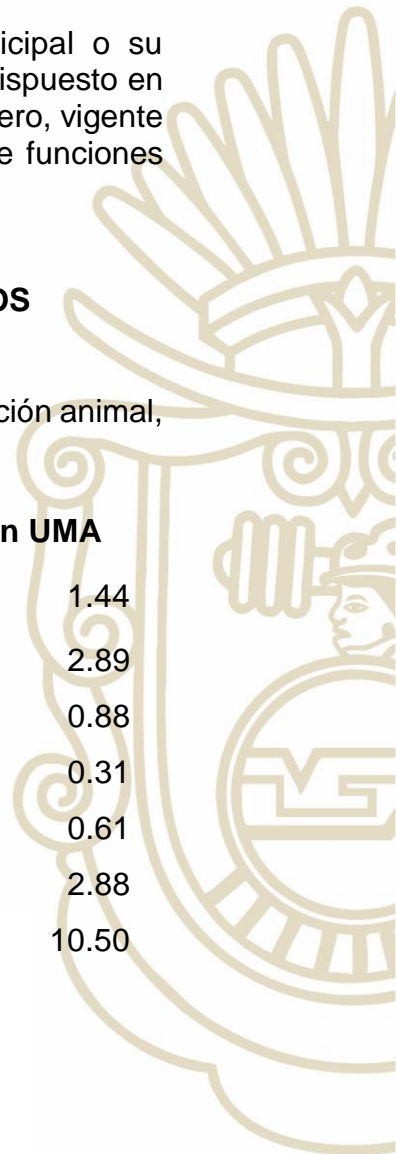 icipal o su
ispuesto en
ero, vigente
e funciones
OS
ción animal,
n UMA
1.44
2.89
0.88
0.31
0.61
2.88
10.50